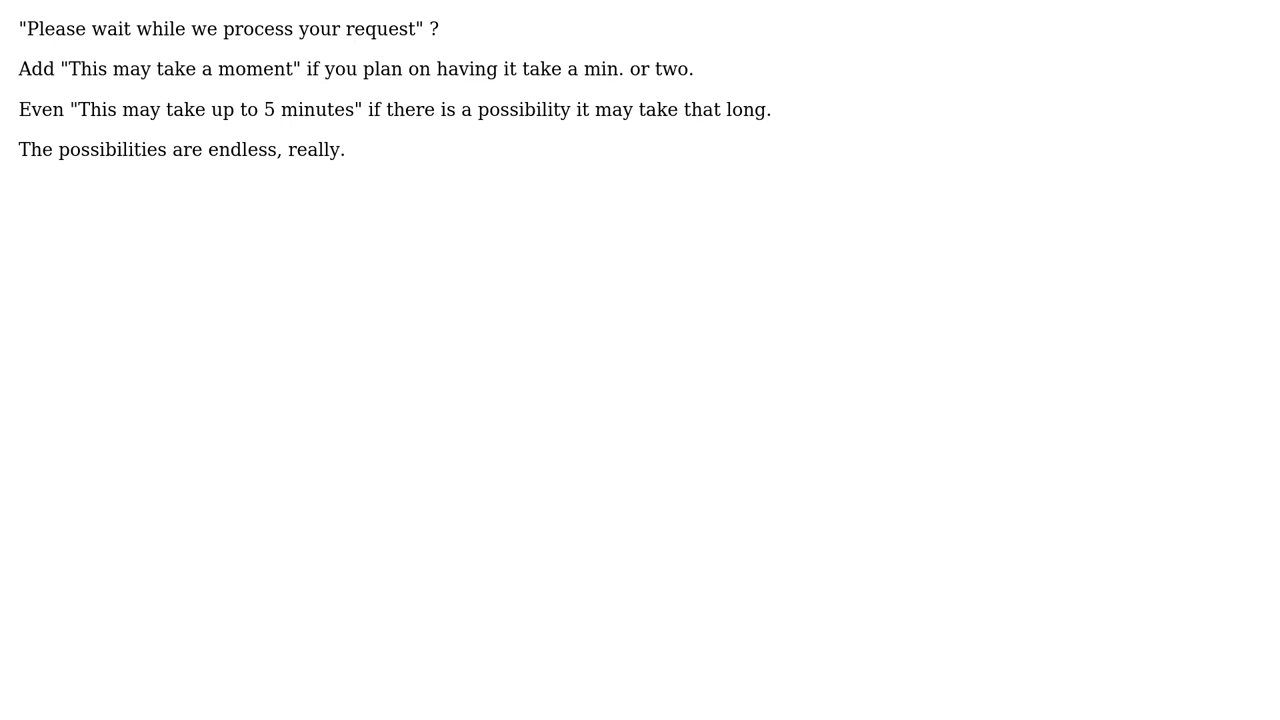 "Please wait while we process your request" ?
Add "This may take a moment" if you plan on having it take a min. or two.
Even "This may take up to 5 minutes" if there is a possibility it may take that long.
The possibilities are endless, really.